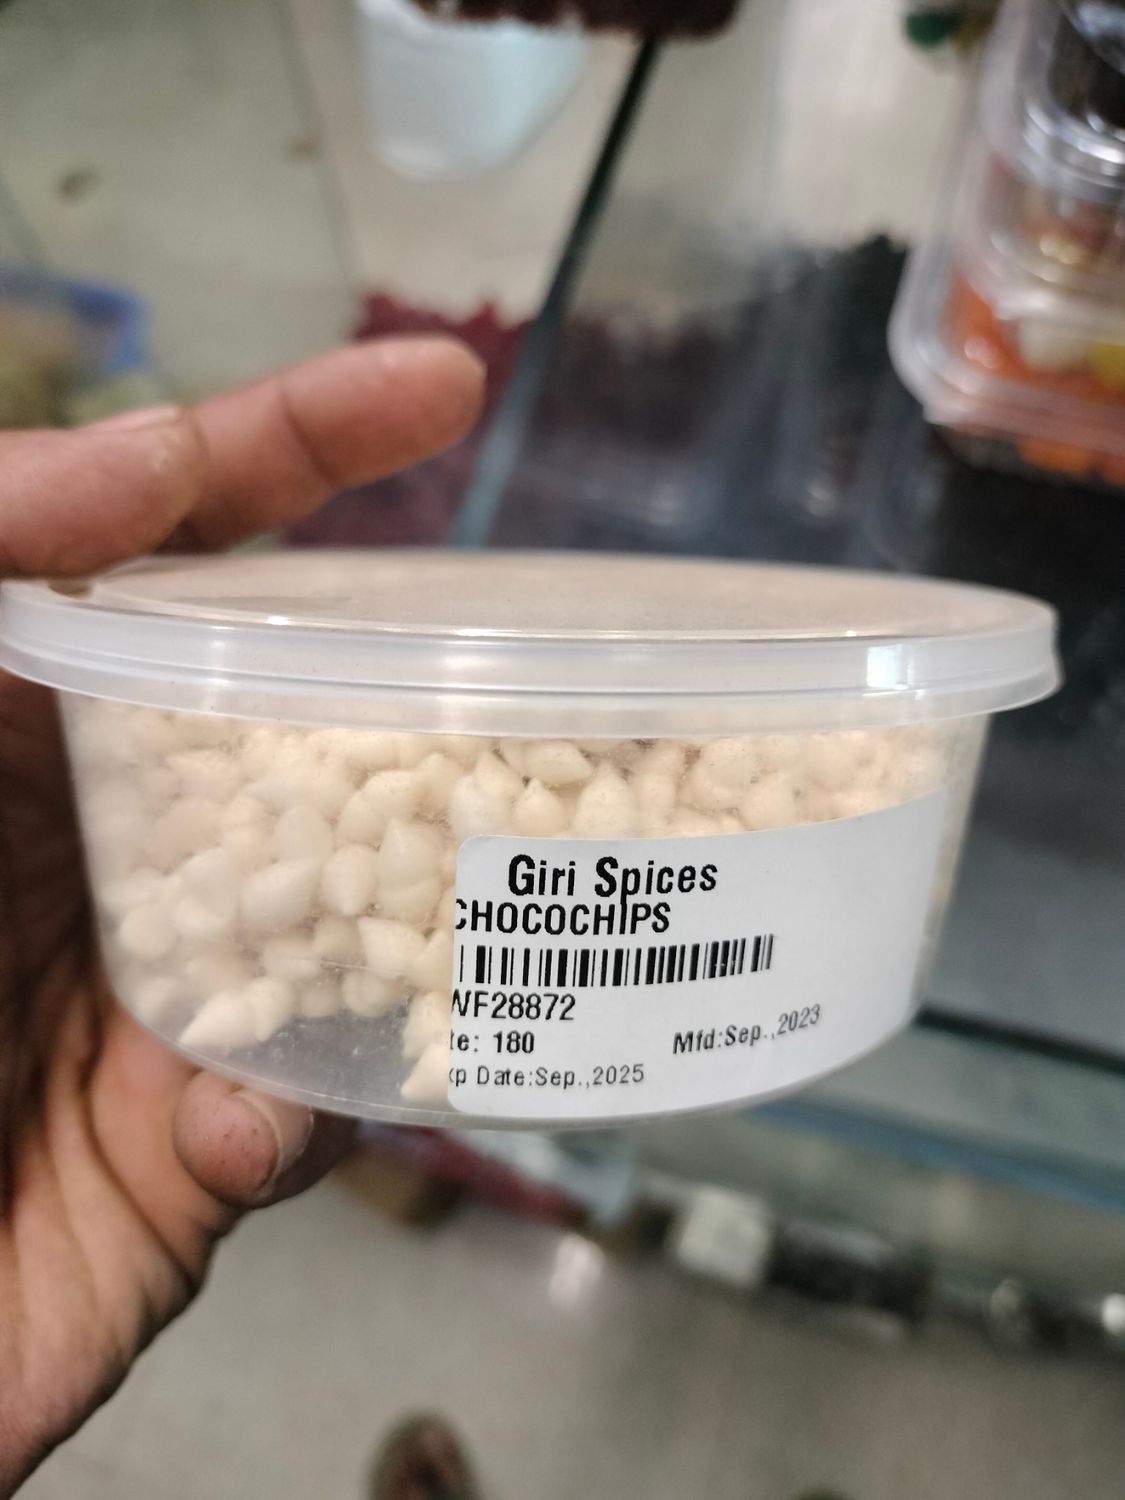 Giri Spices
CHOCOCHIPS
WF28872
te: 180
Mfd:Sep.,2023
xp Date:Sep.,2025